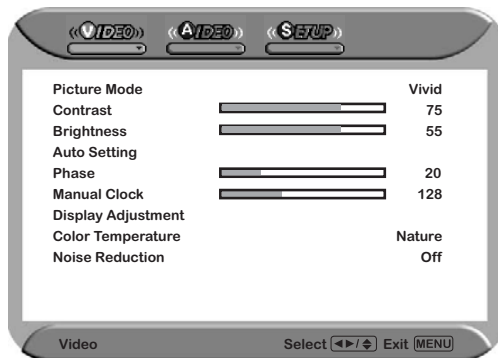 VIDEO AUDIO SETUP
Picture Mode Vivid
Contrast 75
Brightness 55
Auto Setting
Phase 20
Manual Clock 128
Display Adjustment
Color Temperature Nature
Noise Reduction Off
Video Select ◄►/♦ Exit MENU